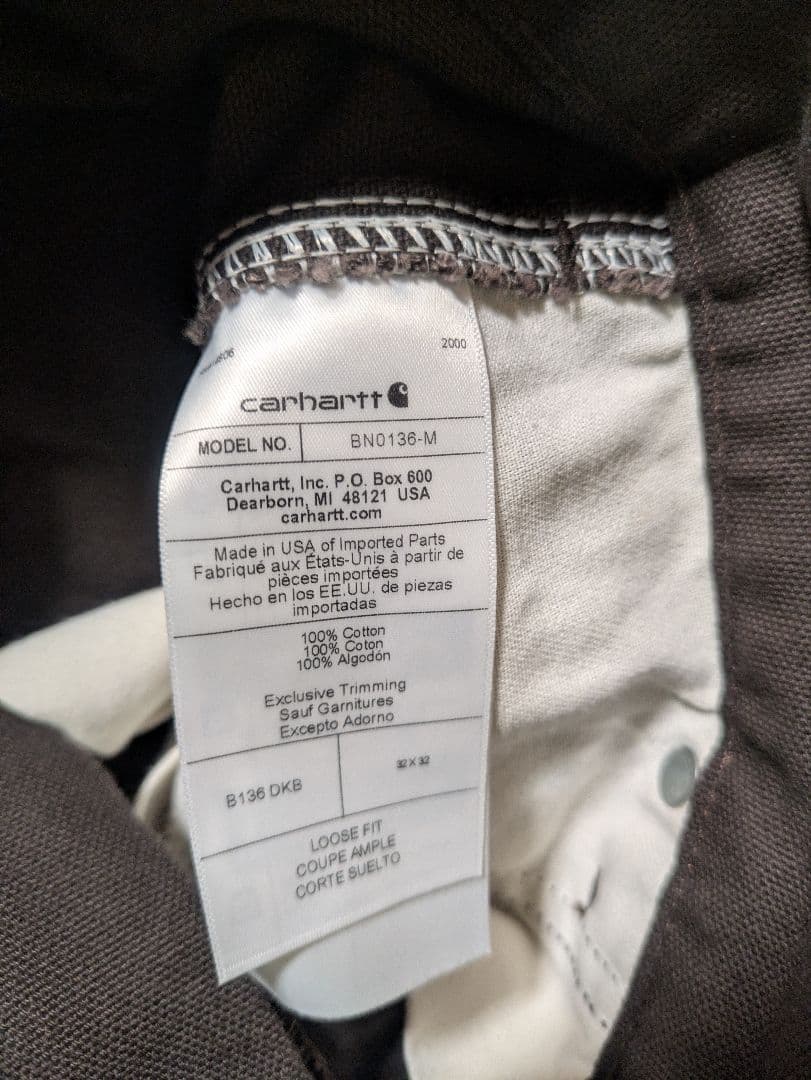 2000
carhartt
MODEL NO. BN0136-M
Carhartt, Inc. P.O. Box 600
Dearborn, MI 48121 USA
carhartt.com
Made in USA of Imported Parts
Fabriqué aux États-Unis à partir de
pièces importées
Hecho en los EE.UU. de piezas
importadas
100% Cotton
100% Coton
100% Algodón
Exclusive Trimming
Sauf Garnitures
Excepto Adorno
B136 DKB 32 X 32
LOOSE FIT
COUPE AMPLE
CORTE SUELTO